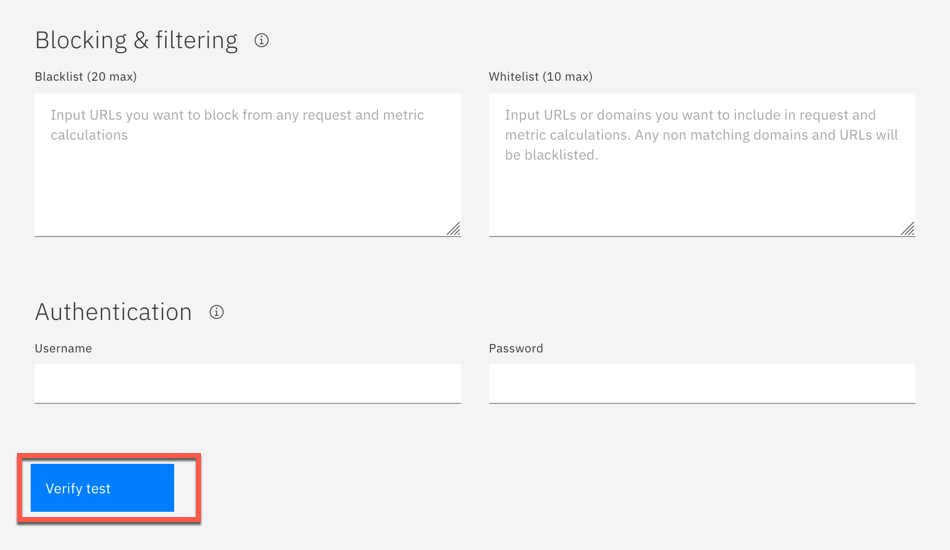 Blocking & filtering
Blacklist (20 max)
Input URLs you want to block from any request and metric
calculations
Whitelist (10 max)
Input URLs or domains you want to include in request and
metric calculations. Any non matching domains and URLs will
be blacklisted.
Authentication
Username
Password
Verify test